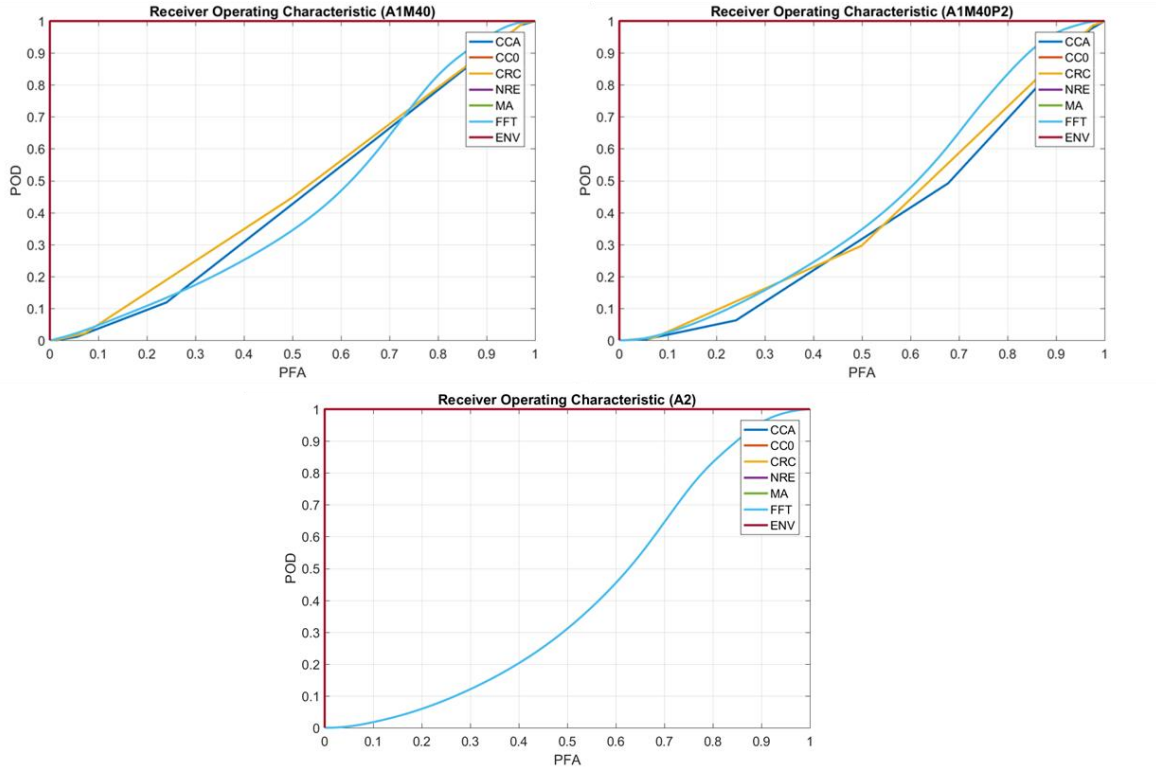 Receiver Operating Characteristic (A1M40)
1
0.9
0.8
0.7
0.6
0.5
0.4
0.3
0.2
0.1
0
POD
0 0.1 0.2 0.3 0.4 0.5 0.6 0.7 0.8 0.9 1
PFA
CCA
CC0
CRC
NRE
MA
FFT
ENV
Receiver Operating Characteristic (A1M40P2)
1
0.9
0.8
0.7
0.6
0.5
0.4
0.3
0.2
0.1
0
POD
0 0.1 0.2 0.3 0.4 0.5 0.6 0.7 0.8 0.9 1
PFA
CCA
CC0
CRC
NRE
MA
FFT
ENV
Receiver Operating Characteristic (A2)
1
0.9
0.8
0.7
0.6
0.5
0.4
0.3
0.2
0.1
0
POD
0 0.1 0.2 0.3 0.4 0.5 0.6 0.7 0.8 0.9 1
PFA
CCA
CC0
CRC
NRE
MA
FFT
ENV